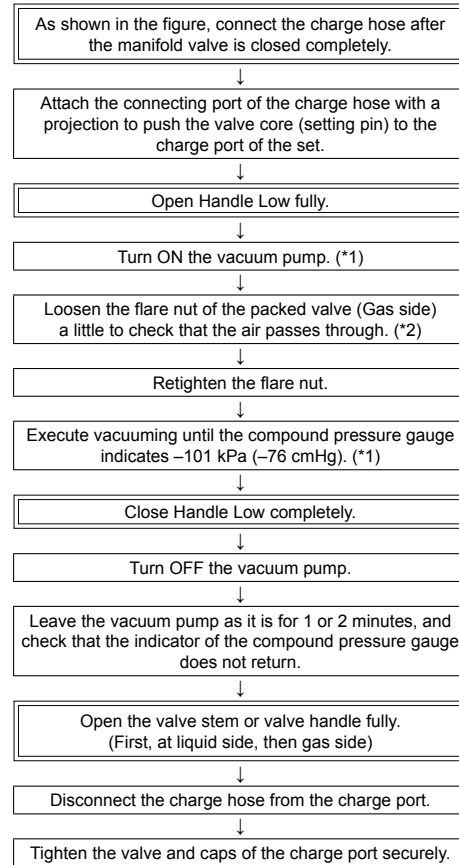 As shown in the figure, connect the charge hose after
the manifold valve is closed completely.
↓
Attach the connecting port of the charge hose with a
projection to push the valve core (setting pin) to the
charge port of the set.
↓
Open Handle Low fully.
↓
Turn ON the vacuum pump. (*1)
↓
Loosen the flare nut of the packed valve (Gas side)
a little to check that the air passes through. (*2)
↓
Retighten the flare nut.
↓
Execute vacuuming until the compound pressure gauge
indicates –101 kPa (–76 cmHg). (*1)
↓
Close Handle Low completely.
↓
Turn OFF the vacuum pump.
↓
Leave the vacuum pump as it is for 1 or 2 minutes, and
check that the indicator of the compound pressure gauge
does not return.
↓
Open the valve stem or valve handle fully.
(First, at liquid side, then gas side)
↓
Disconnect the charge hose from the charge port.
↓
Tighten the valve and caps of the charge port securely.